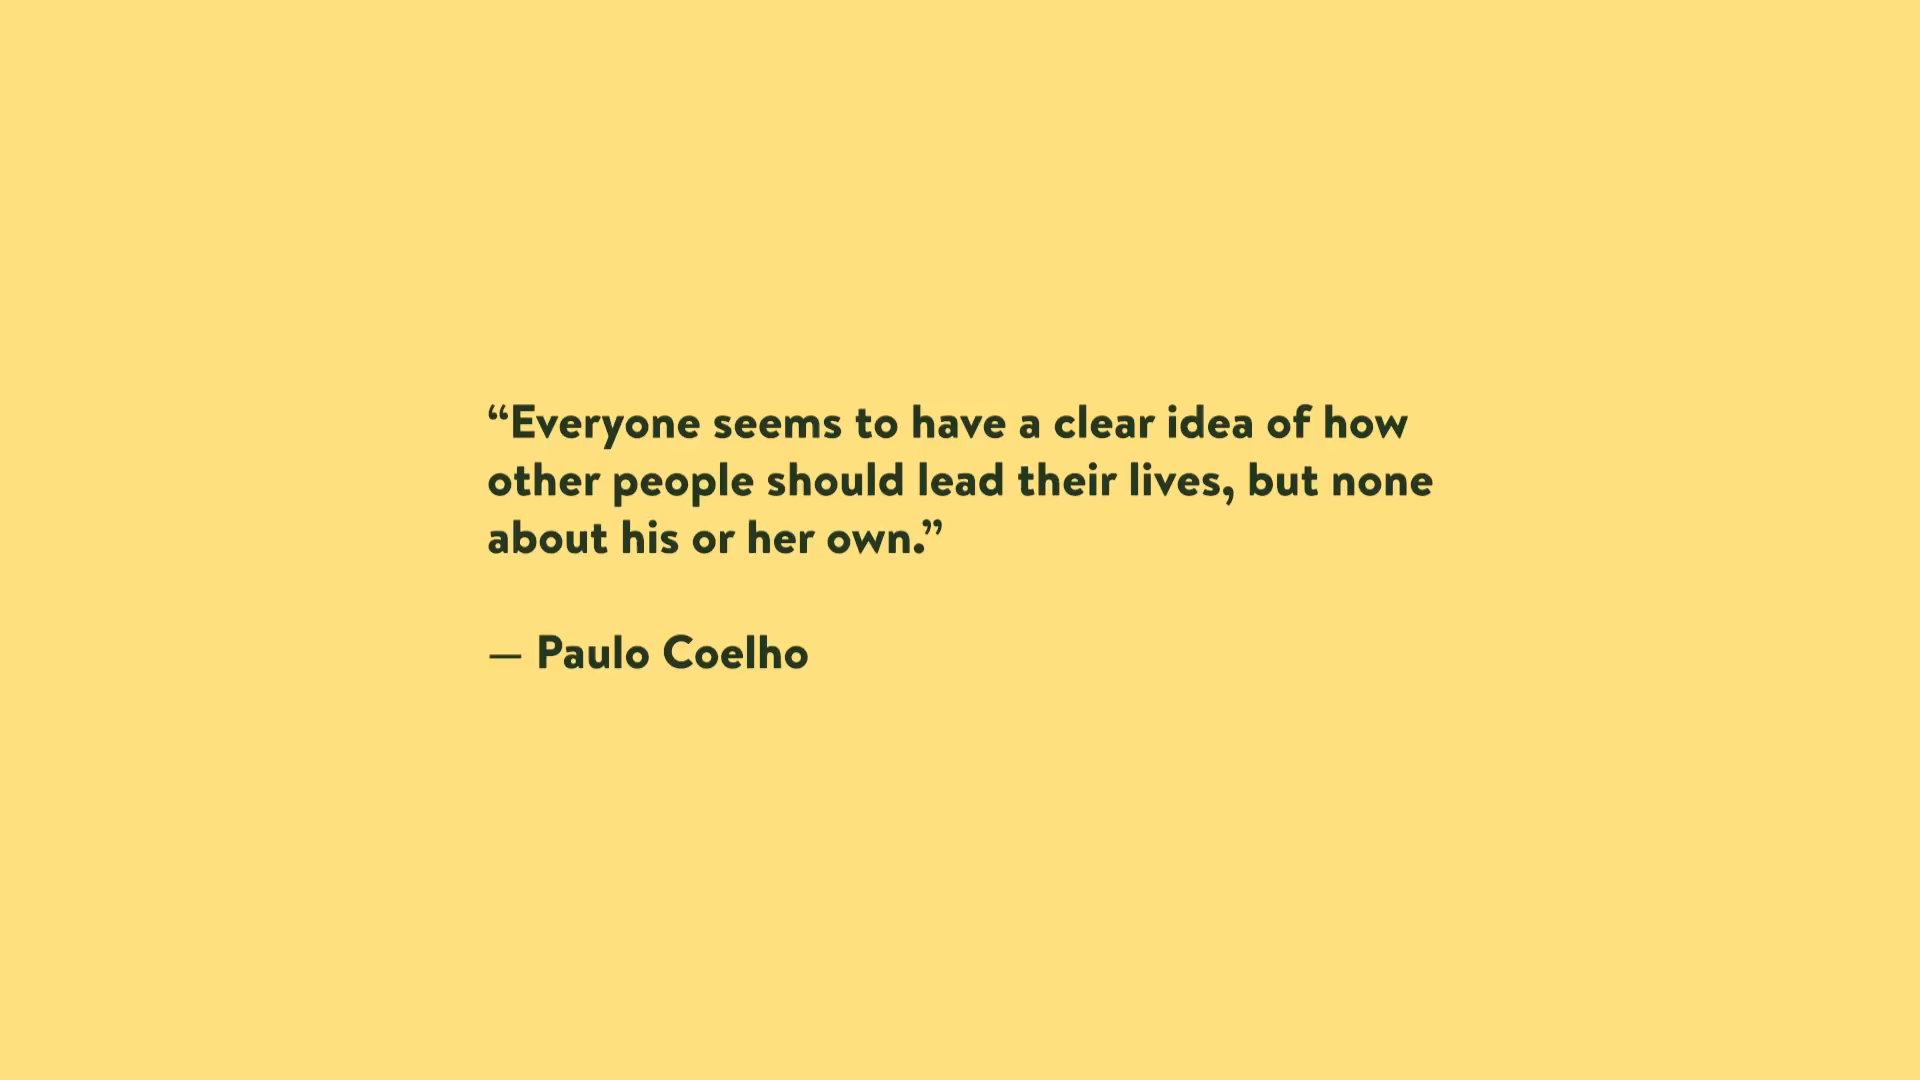 “Everyone seems to have a clear idea of how
other people should lead their lives, but none
about his or her own.”
— Paulo Coelho